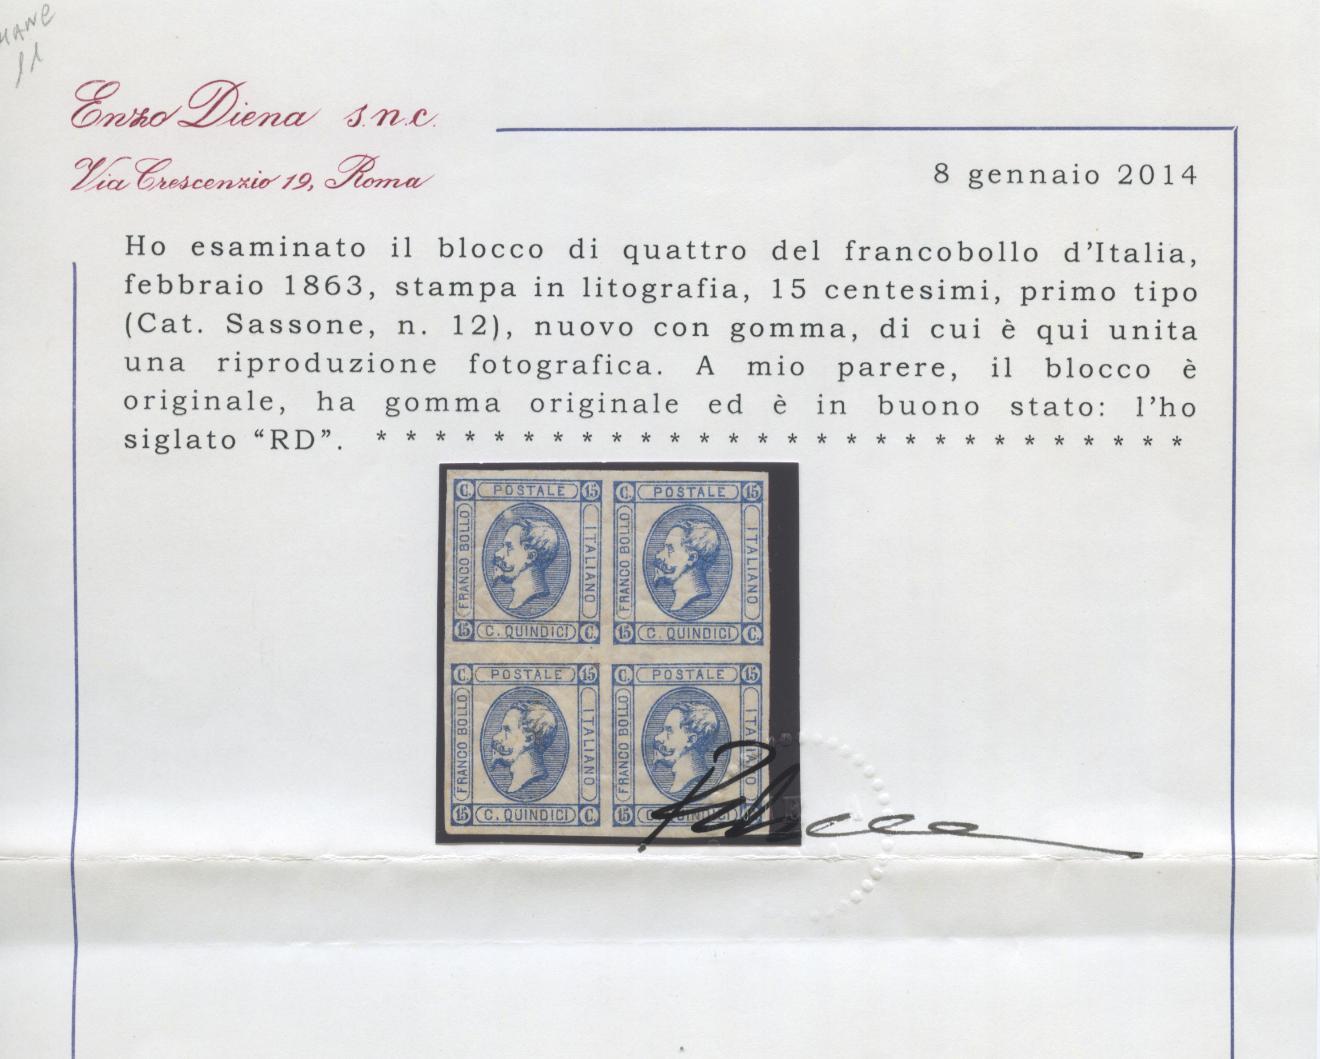 Enzo Diena s.n.c.
Via Crescenzio 19, Roma
8 gennaio 2014
Ho esaminato il blocco di quattro del francobollo d'Italia,
febbraio 1863, stampa in litografia, 15 centesimi, primo tipo
(Cat. Sassone, n. 12), nuovo con gomma, di cui è qui unita
una riproduzione fotografica. A mio parere, il blocco è
originale, ha gomma originale ed è in buono stato: l'ho
siglato “RD”. * * * * * * * * * * * * * * * * * * * * * * * * * * * *
C. POSTALE 15
FRANCO BOLLO
ITALIANO
15 C. QUINDICI C.
C. POSTALE 15
FRANCO BOLLO
ITALIANO
15 C. QUINDICI C.
C. POSTALE 15
FRANCO BOLLO
ITALIANO
15 C. QUINDICI C.
C. POSTALE 15
FRANCO BOLLO
ITALIANO
15 C. QUINDICI